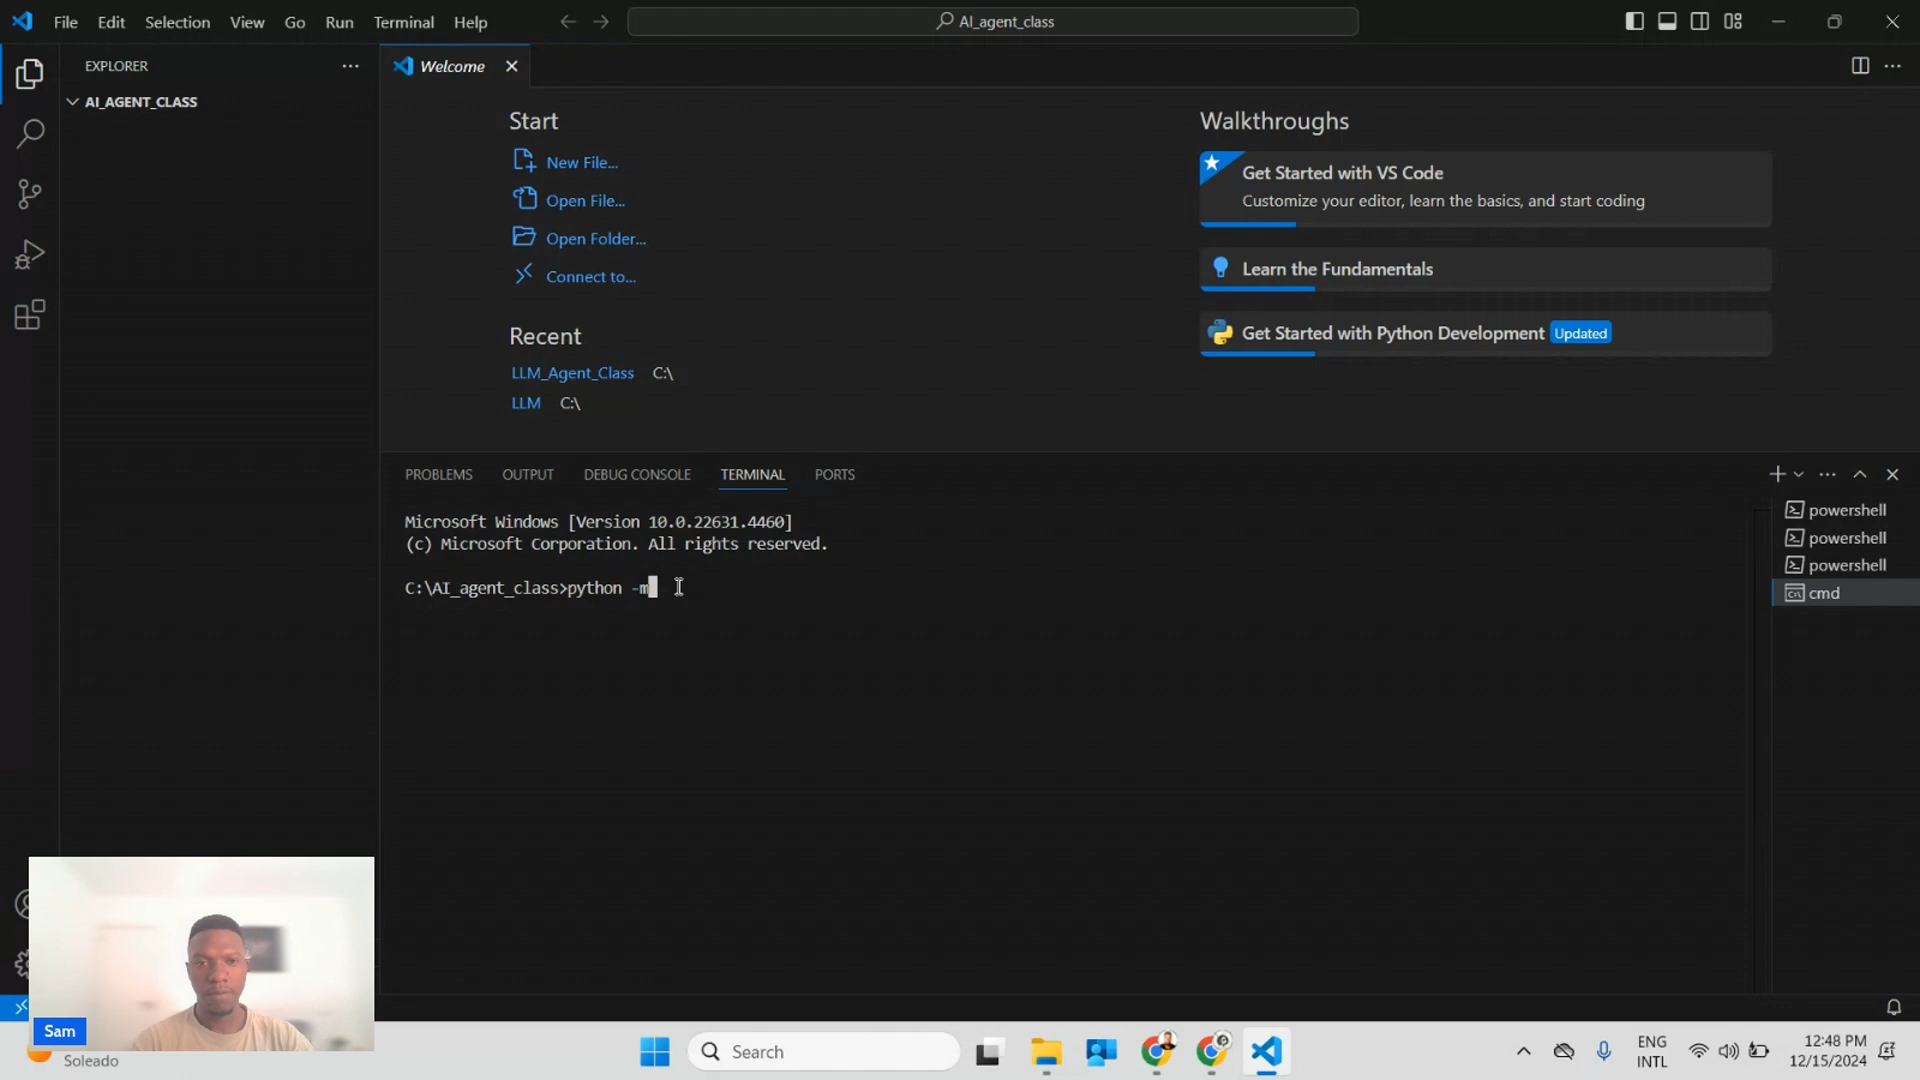 File Edit Selection View Go Run Terminal Help
AI_agent_class
EXPLORER
AI_AGENT_CLASS
Welcome
Start
New File...
Open File...
Open Folder...
Connect to...
Recent
LLM_Agent_Class C:\
LLM C:\
Walkthroughs
Get Started with VS Code
Customize your editor, learn the basics, and start coding
Learn the Fundamentals
Get Started with Python Development Updated
PROBLEMS OUTPUT DEBUG CONSOLE TERMINAL PORTS
Microsoft Windows [Version 10.0.22631.4460]
(c) Microsoft Corporation. All rights reserved.
C:\AI_agent_class>python -m
powershell
powershell
powershell
cmd
Sam
Soleado
Search
ENG
INTL
12:48 PM
12/15/2024